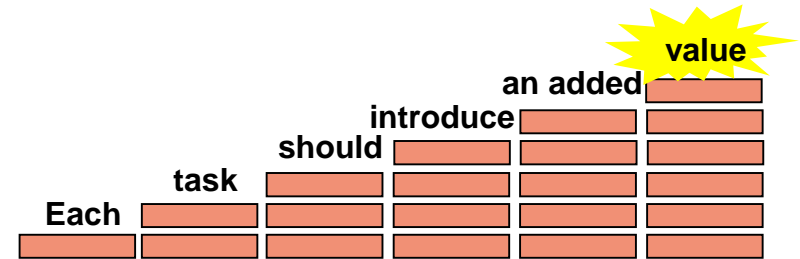 Each
task
should
introduce
an added
value